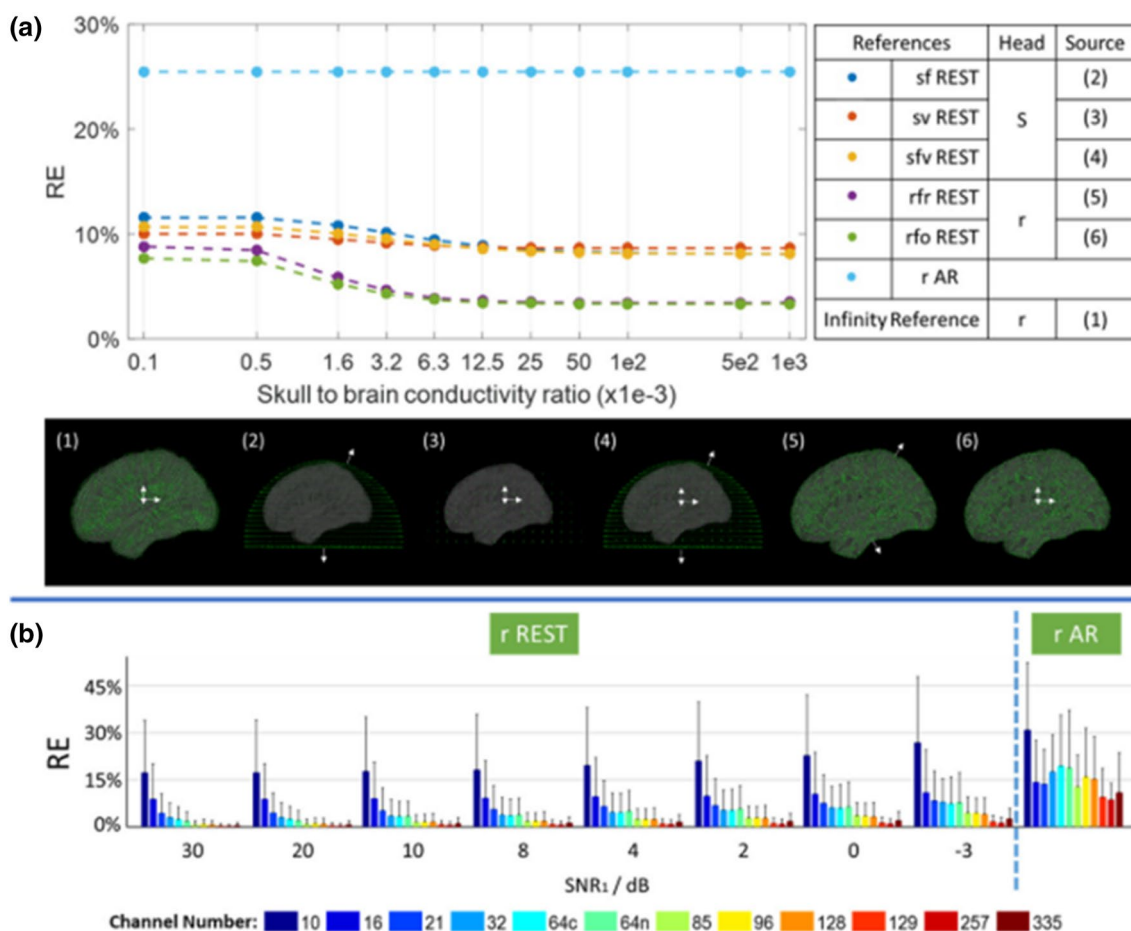 (a)
30%
20%
10%
0%
RE
0.1 0.5 1.6 3.2 6.3 12.5 25 50 1e2 5e2 1e3
Skull to brain conductivity ratio (x1e-3)
References Head Source
sf REST S (2)
sv REST (3)
sfv REST (4)
rfr REST r (5)
rfo REST (6)
r AR
Infinity Reference r (1)
(1) (2) (3) (4) (5) (6)
(b)
r REST r AR
45%
30%
15%
0%
RE
30 20 10 8 4 2 0 -3
SNR1 / dB
Channel Number: 10 16 21 32 64c 64n 85 96 128 129 257 335